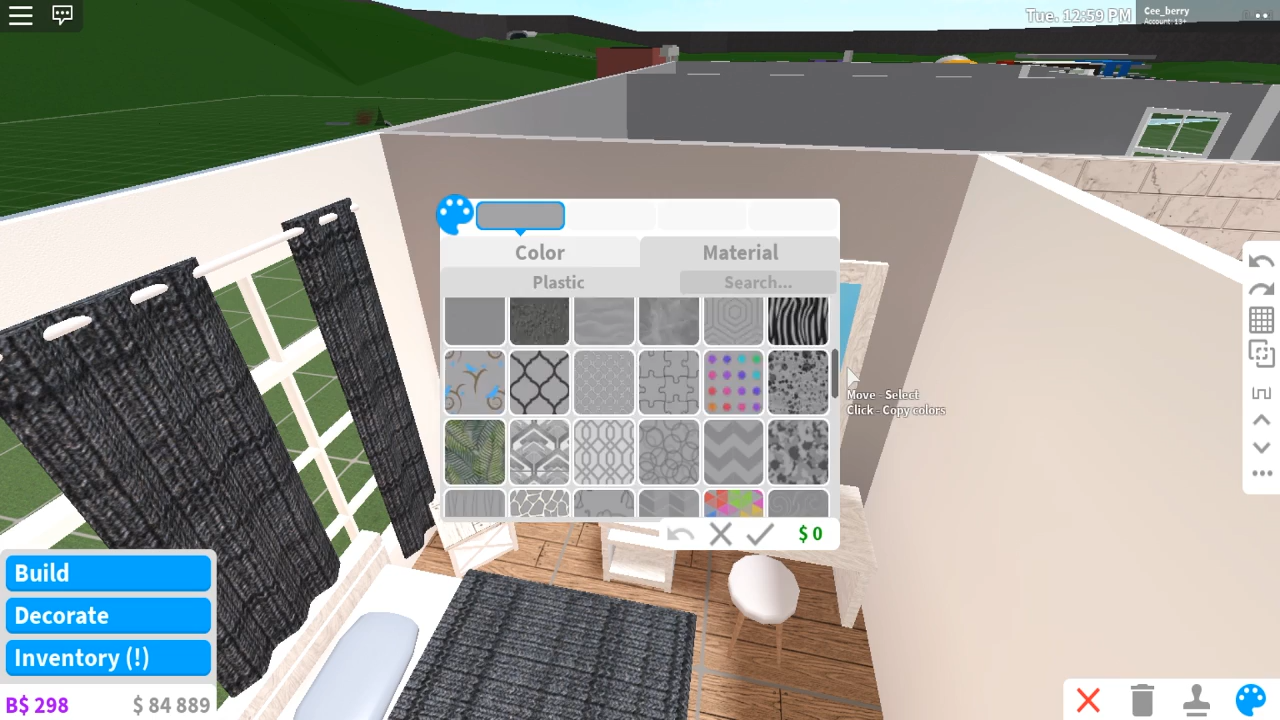 Tue. 12:59 PM
Cee_berry
Account: 13+
Color
Material
Plastic
Search...
Move - Select
Click - Copy colors
$ 0
Build
Decorate
Inventory (!)
B$ 298
$ 84 889